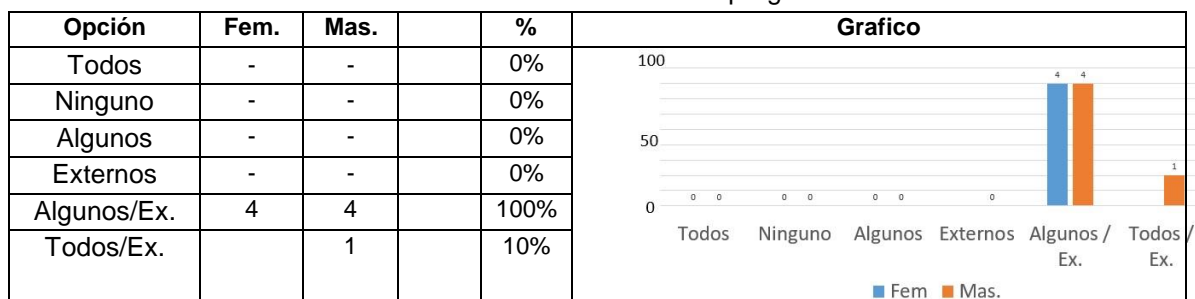 Opción Fem. Mas. % Grafico
Todos - - 0%
Ninguno - - 0%
Algunos - - 0%
Externos - - 0%
Algunos/Ex. 4 4 100%
Todos/Ex. 1 10%
100
50
0
0 0 0 0 0 0 0 4 4 1
Todos Ninguno Algunos Externos Algunos / Ex. Todos / Ex.
Fem Mas.